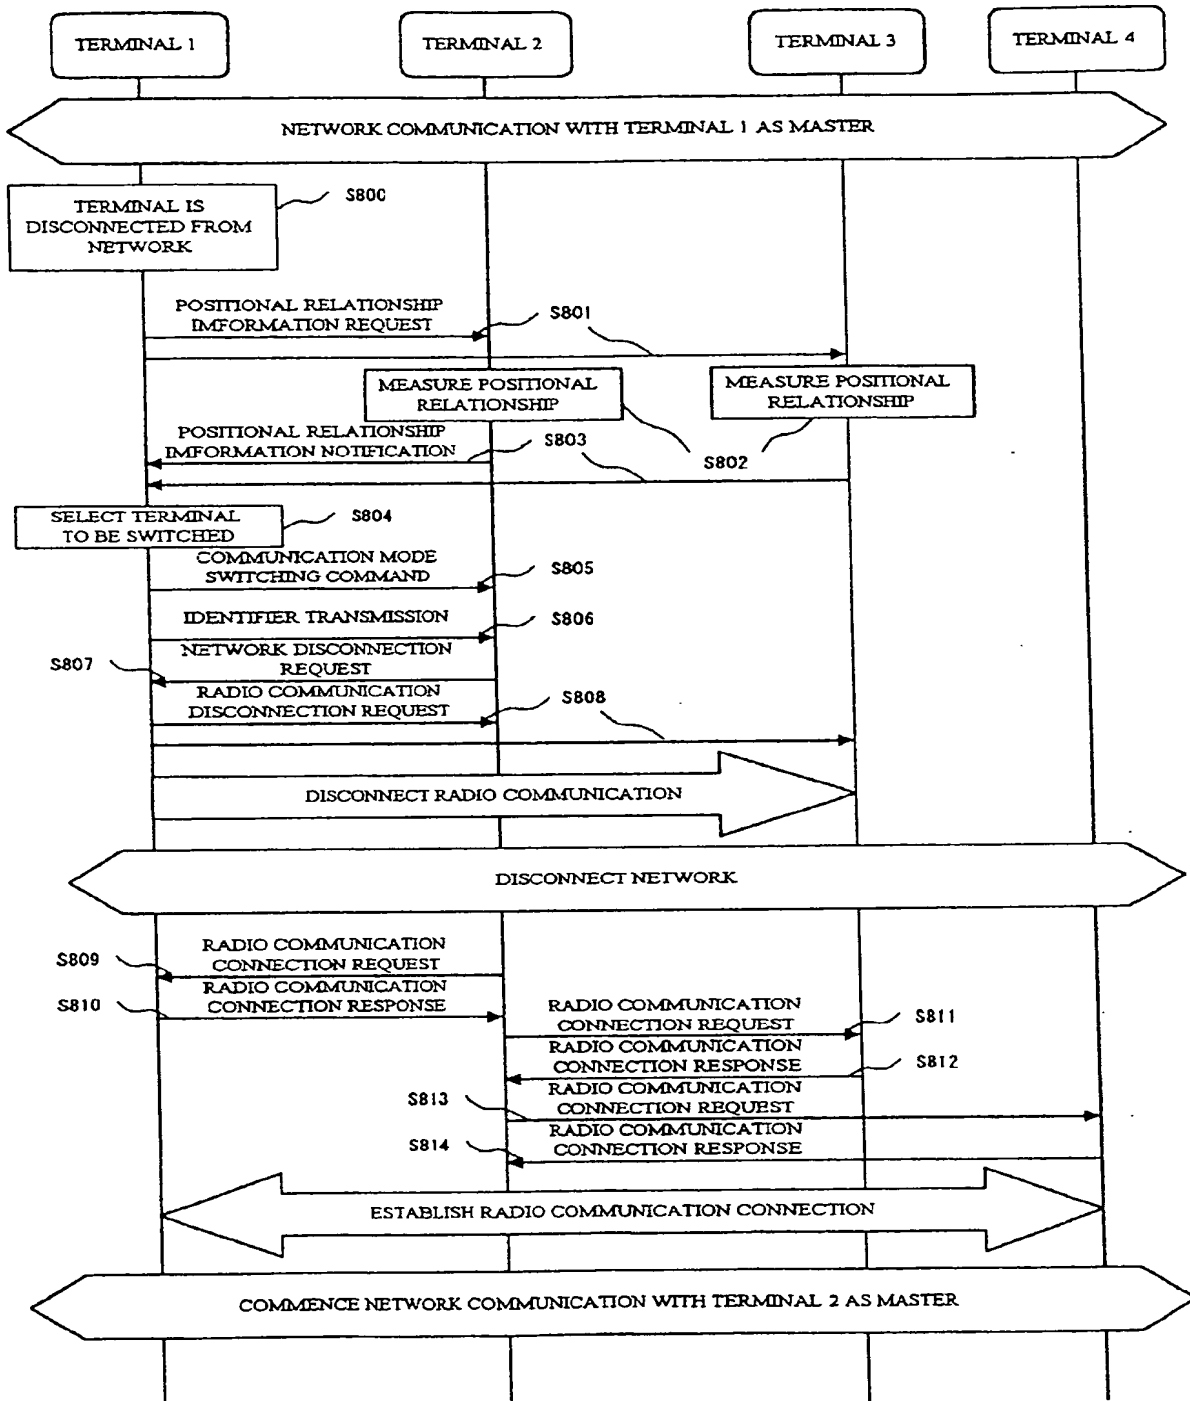 TERMINAL 1
TERMINAL 2
TERMINAL 3
TERMINAL 4
NETWORK COMMUNICATION WITH TERMINAL 1 AS MASTER
TERMINAL IS
DISCONNECTED FROM
NETWORK
S800
POSITIONAL RELATIONSHIP
IMFORMATION REQUEST
S801
MEASURE POSITIONAL
RELATIONSHIP
MEASURE POSITIONAL
RELATIONSHIP
S802
POSITIONAL RELATIONSHIP
IMFORMATION NOTIFICATION
S803
SELECT TERMINAL
TO BE SWITCHED
S804
COMMUNICATION MODE
SWITCHING COMMAND
S805
IDENTIFIER TRANSMISSION
S806
NETWORK DISCONNECTION
REQUEST
S807
RADIO COMMUNICATION
DISCONNECTION REQUEST
S808
DISCONNECT RADIO COMMUNICATION
DISCONNECT NETWORK
RADIO COMMUNICATION
CONNECTION REQUEST
S809
RADIO COMMUNICATION
CONNECTION RESPONSE
S810
RADIO COMMUNICATION
CONNECTION REQUEST
S811
RADIO COMMUNICATION
CONNECTION RESPONSE
S812
RADIO COMMUNICATION
CONNECTION REQUEST
S813
RADIO COMMUNICATION
CONNECTION RESPONSE
S814
ESTABLISH RADIO COMMUNICATION CONNECTION
COMMENCE NETWORK COMMUNICATION WITH TERMINAL 2 AS MASTER